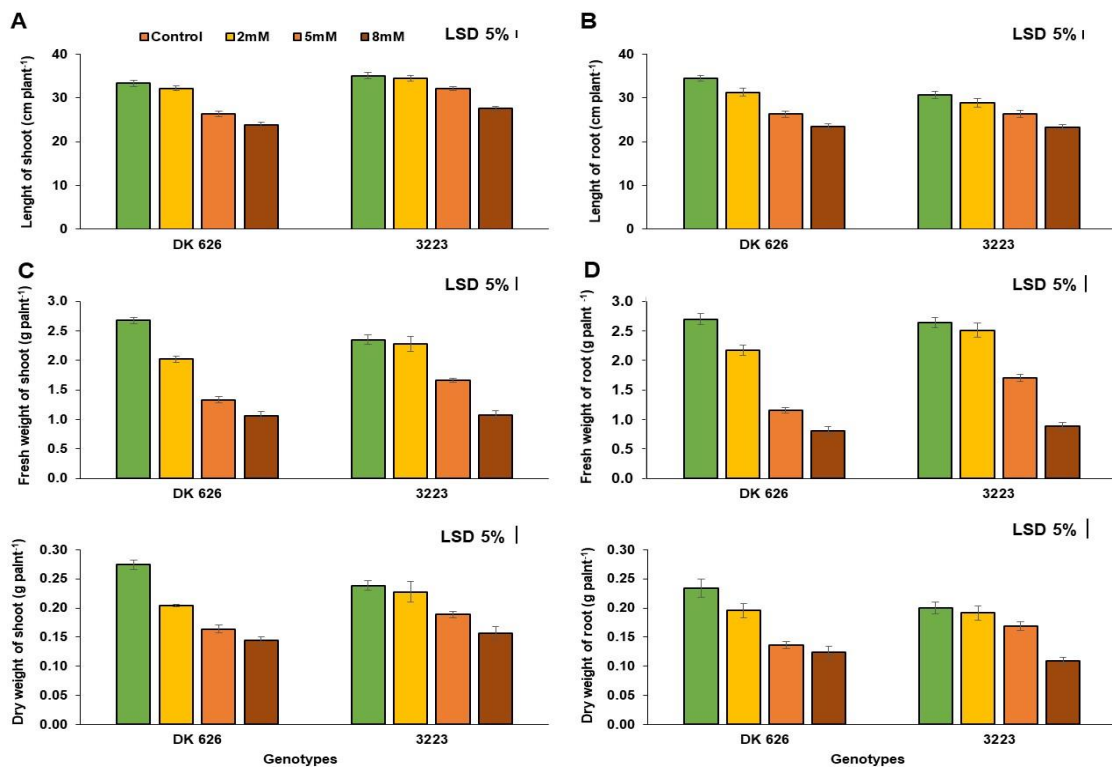 A
Control 2mM 5mM 8mM
LSD 5%
Lenght of shoot (cm plant-1)
40
30
20
10
0
DK 626 3223
B
LSD 5%
Lenght of root (cm plant-1)
40
30
20
10
0
DK 626 3223
C
LSD 5%
Fresh weight of shoot (g palnt-1)
3.0
2.5
2.0
1.5
1.0
0.5
0.0
DK 626 3223
D
LSD 5%
Fresh weight of root (g palnt -1)
3.0
2.5
2.0
1.5
1.0
0.5
0.0
DK 626 3223
LSD 5%
Dry weight of shoot (g palnt-1)
0.30
0.25
0.20
0.15
0.10
0.05
0.00
DK 626 3223
Genotypes
LSD 5%
Dry weight of root (g palnt-1)
0.30
0.25
0.20
0.15
0.10
0.05
0.00
DK 626 3223
Genotypes